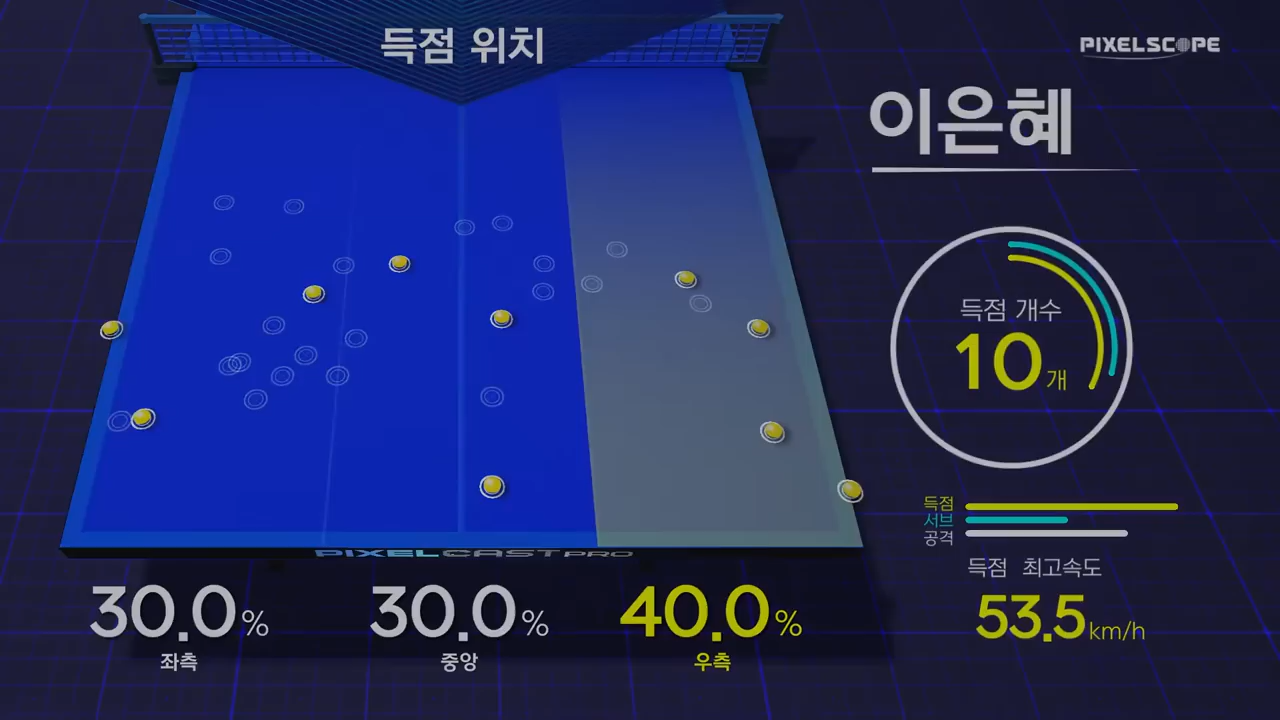 득점 위치
PIXELSCOPE
이은혜
득점 개수
10개
득점
서브
공격
득점 최고속도
53.5km/h
PIXELCASTPRO
30.0%
좌측
30.0%
중앙
40.0%
우측